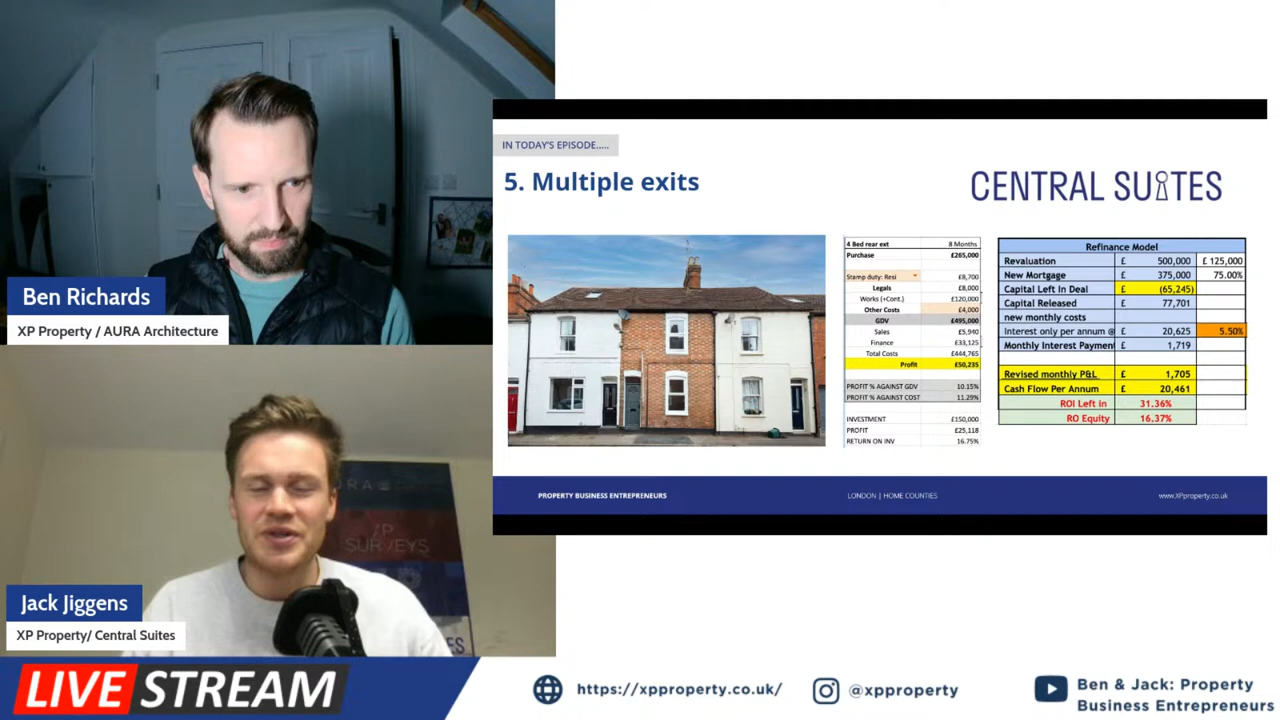 Ben Richards
XP Property / AURA Architecture
Jack Jiggens
XP Property/ Central Suites
SURVEYS
IN TODAY'S EPISODE.....
5. Multiple exits
CENTRAL SUITES
4 Bed rear ext 8 Months
Purchase £265,000
Stamp duty: Resi £8,700
Legals £8,000
Works (+Cont.) £120,000
Other Costs £4,000
GDV £495,000
Sales £5,940
Finance £33,125
Total Costs £444,765
Profit £50,235
PROFIT % AGAINST GDV 10.15%
PROFIT % AGAINST COST 11.29%
INVESTMENT £150,000
PROFIT £25,118
RETURN ON INV 16.75%
Refinance Model
Revaluation £ 500,000 £ 125,000
New Mortgage £ 375,000 75.00%
Capital Left In Deal £ (65,245)
Capital Released £ 77,701
new monthly costs
Interest only per annum @ £ 20,625 5.50%
Monthly Interest Payment £ 1,719
Revised monthly P&L £ 1,705
Cash Flow Per Annum £ 20,461
ROI Left in 31.36%
RO Equity 16.37%
PROPERTY BUSINESS ENTREPRENEURS LONDON | HOME COUNTIES www.XPproperty.co.uk
LIVE STREAM
https://xpproperty.co.uk/
@xpproperty
Ben & Jack: Property
Business Entrepreneurs